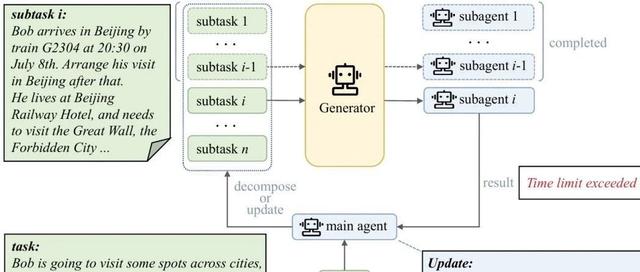 subtask i:
Bob arrives in Beijing by
train G2304 at 20:30 on
July 8th. Arrange his visit
in Beijing after that.
He lives at Beijing
Railway Hotel, and needs
to visit the Great Wall, the
Forbidden City ...
subtask 1
...
subtask i-1
subtask i
...
subtask n
Generator
subagent 1
...
subagent i-1
subagent i
completed
decompose
or
update
result
Time limit exceeded
main agent
task:
Bob is going to visit some spots across cities,
Update: